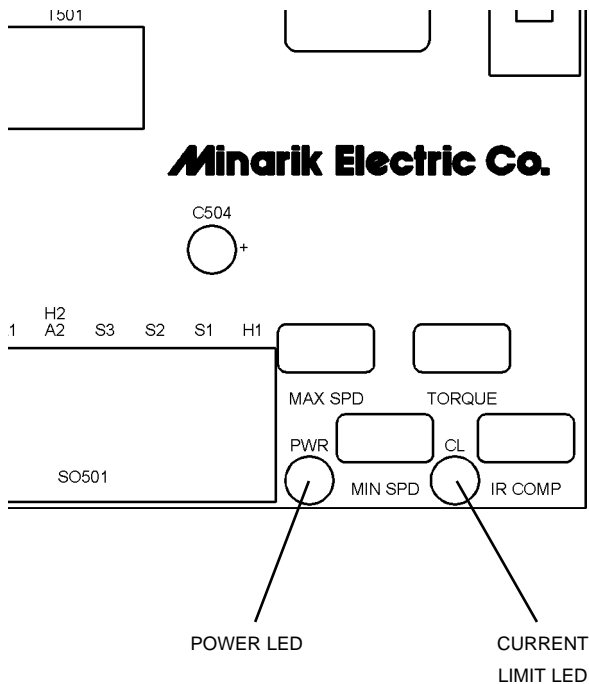 T501
Minarik Electric Co.
C504
+
H2
A2 S3 S2 S1 H1
MAX SPD TORQUE
PWR CL
SO501
MIN SPD IR COMP
POWER LED
CURRENT
LIMIT LED